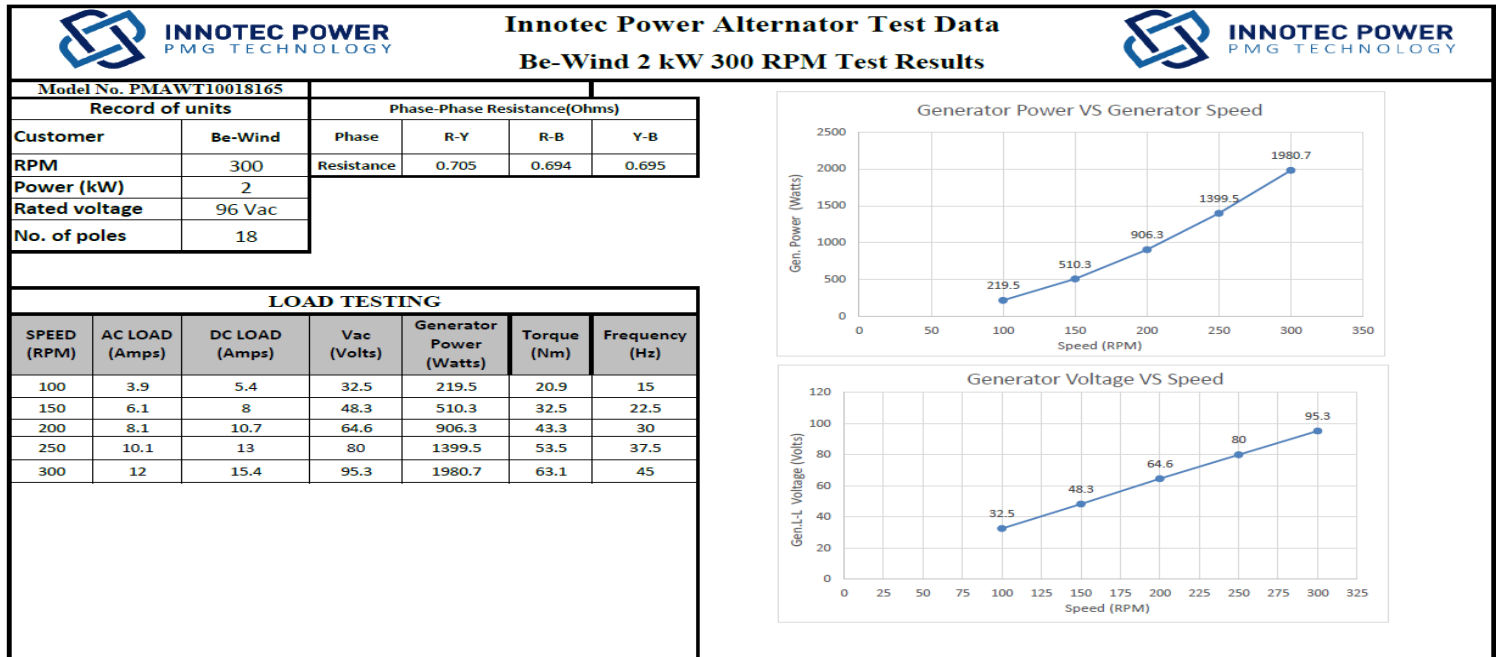 INNOTEC POWER
PMG TECHNOLOGY
Innotec Power Alternator Test Data
Be-Wind 2 kW 300 RPM Test Results
INNOTEC POWER
PMG TECHNOLOGY
Model No. PMAWT10018165
Record of units
Customer Be-Wind
RPM 300
Power (kW) 2
Rated voltage 96 Vac
No. of poles 18
Phase-Phase Resistance(Ohms)
Phase R-Y R-B Y-B
Resistance 0.705 0.694 0.695
LOAD TESTING
SPEED (RPM) AC LOAD (Amps) DC LOAD (Amps) Vac (Volts) Generator Power (Watts) Torque (Nm) Frequency (Hz)
100 3.9 5.4 32.5 219.5 20.9 15
150 6.1 8 48.3 510.3 32.5 22.5
200 8.1 10.7 64.6 906.3 43.3 30
250 10.1 13 80 1399.5 53.5 37.5
300 12 15.4 95.3 1980.7 63.1 45
Generator Power VS Generator Speed
Gen. Power (Watts)
2500
2000
1500
1000
500
0
219.5
510.3
906.3
1399.5
1980.7
0 50 100 150 200 250 300 350
Speed (RPM)
Generator Voltage VS Speed
Gen.L-L Voltage (Volts)
120
100
80
60
40
20
0
32.5
48.3
64.6
80
95.3
0 25 50 75 100 125 150 175 200 225 250 275 300 325
Speed (RPM)